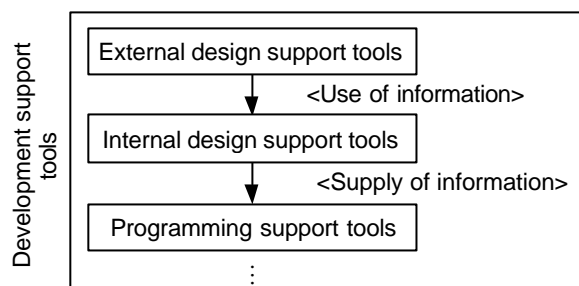 Development support
tools
External design support tools
<Use of information>
Internal design support tools
<Supply of information>
Programming support tools
⋮